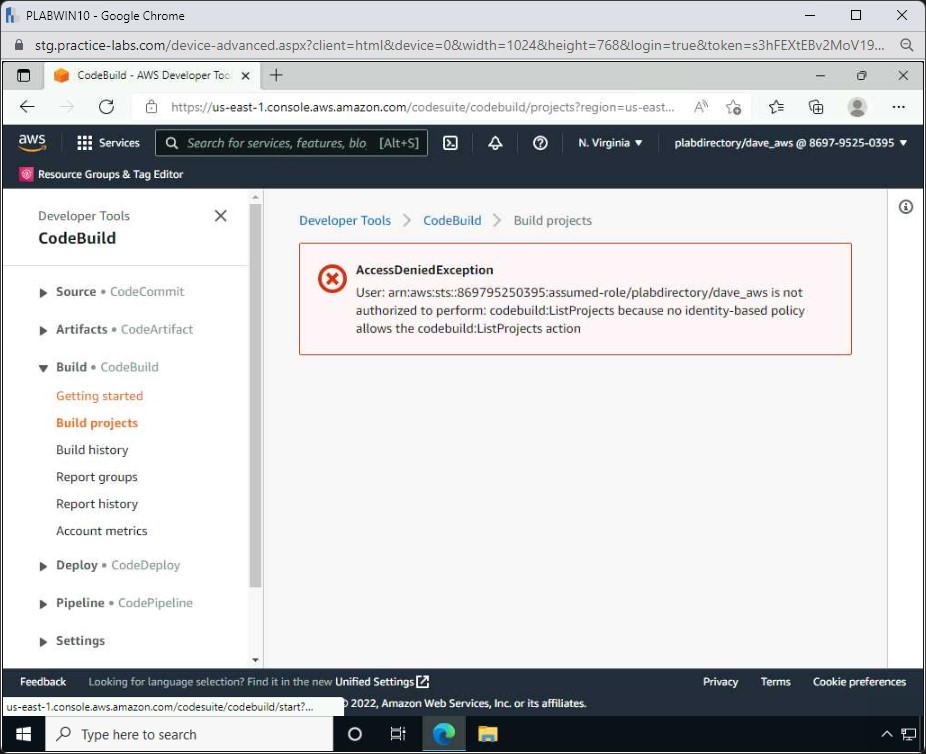 PLABWIN10 - Google Chrome
stg.practice-labs.com/device-advanced.aspx?client=html&device=0&width=1024&height=768&login=true&token=s3hFEXtEBv2MoV19...
CodeBuild - AWS Developer Too
https://us-east-1.console.aws.amazon.com/codesuite/codebuild/projects?region=us-east...
aws
Services
Search for services, features, blo [Alt+S]
N. Virginia
plabdirectory/dave_aws @ 8697-9525-0395
Resource Groups & Tag Editor
Developer Tools
CodeBuild
Source • CodeCommit
Artifacts • CodeArtifact
Build • CodeBuild
Getting started
Build projects
Build history
Report groups
Report history
Account metrics
Deploy • CodeDeploy
Pipeline • CodePipeline
Settings
Developer Tools > CodeBuild > Build projects
AccessDeniedException
User: arn:aws:sts::869795250395:assumed-role/plabdirectory/dave_aws is not
authorized to perform: codebuild:ListProjects because no identity-based policy
allows the codebuild:ListProjects action
Feedback
Looking for language selection? Find it in the new Unified Settings
Privacy
Terms
Cookie preferences
us-east-1.console.aws.amazon.com/codesuite/codebuild/start?...
2022, Amazon Web Services, Inc. or its affiliates.
Type here to search